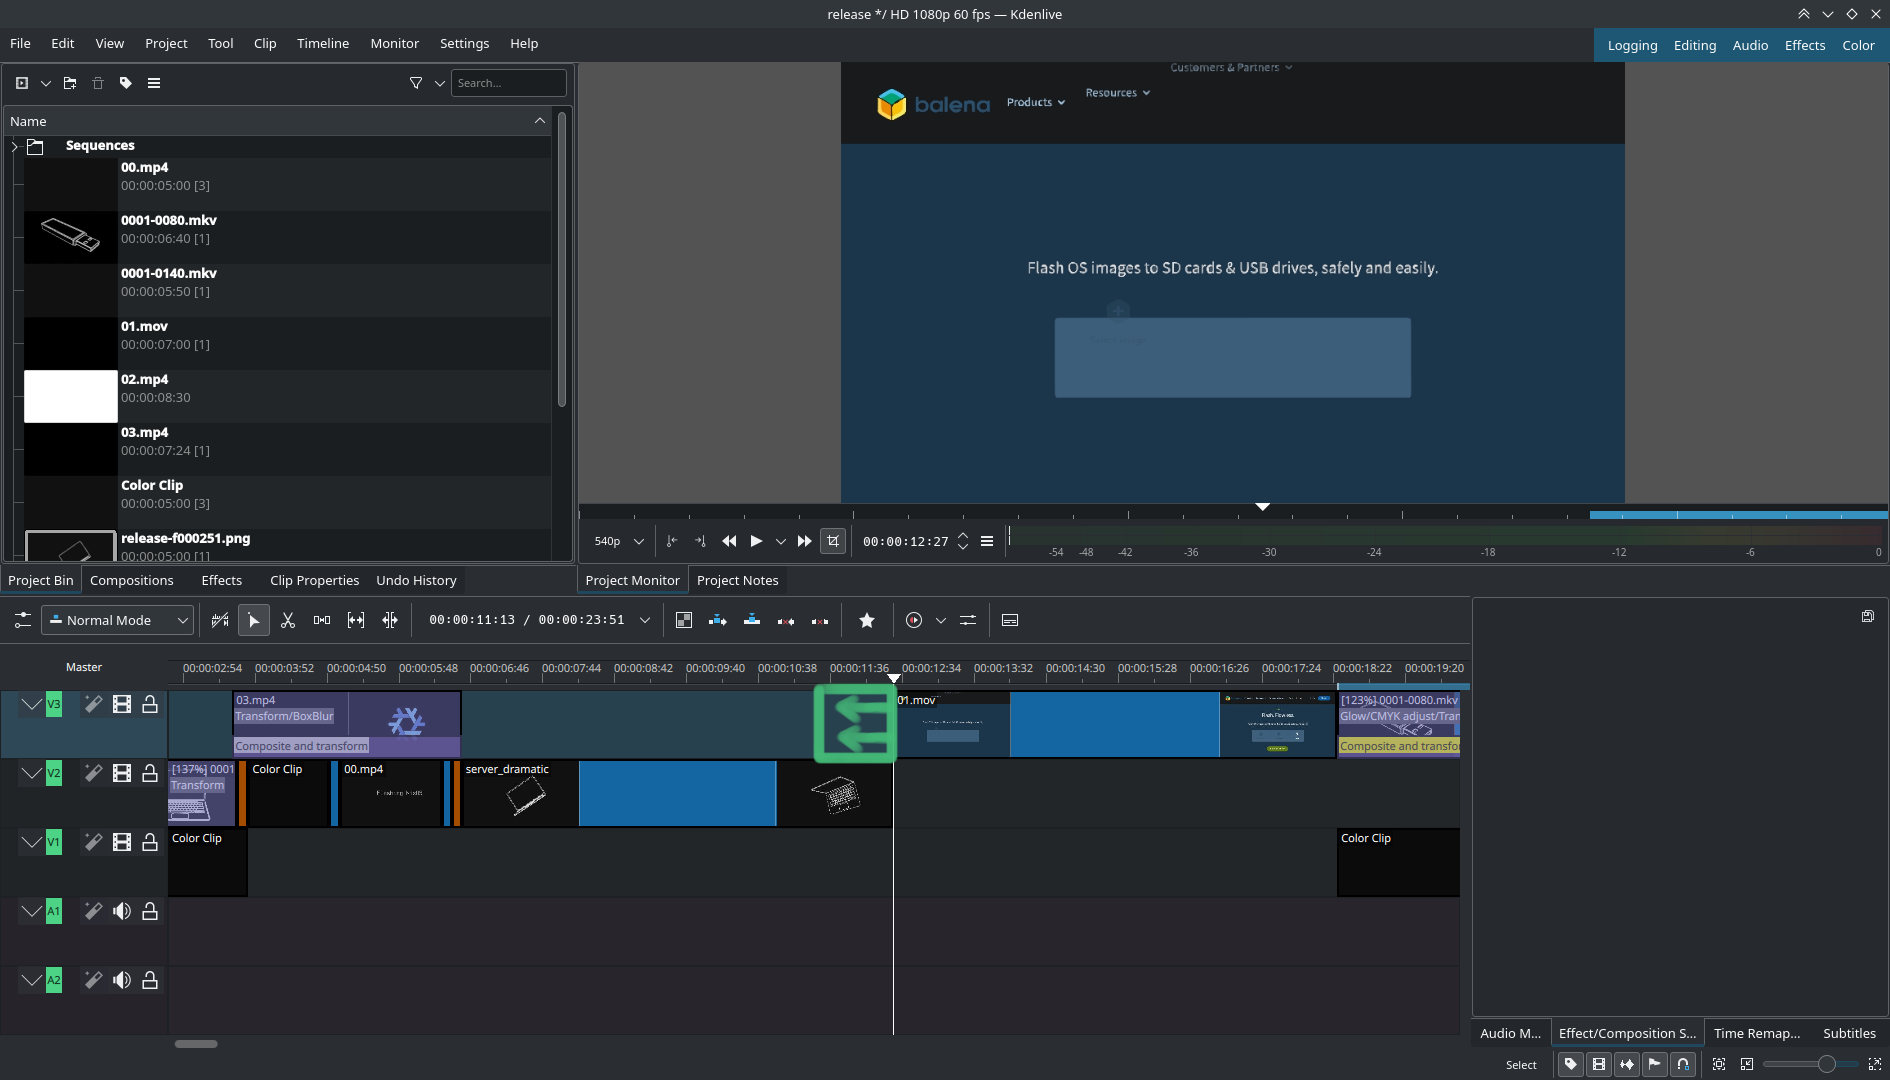 release */ HD 1080p 60 fps — Kdenlive
File Edit View Project Tool Clip Timeline Monitor Settings Help
Logging Editing Audio Effects Color
Search...
Name
Sequences
00.mp4
00:00:05:00 [3]
0001-0080.mkv
00:00:06:40 [1]
0001-0140.mkv
00:00:05:50 [1]
01.mov
00:00:07:00 [1]
02.mp4
00:00:08:30
03.mp4
00:00:07:24 [1]
Color Clip
00:00:05:00 [3]
release-f000251.png
00:00:05:00 [1]
Customers & Partners
balena Products Resources
Flash OS images to SD cards & USB drives, safely and easily.
540p 00:00:12:27
-54 -48 -42 -36 -30 -24 -18 -12 -6 0
Project Bin Compositions Effects Clip Properties Undo History
Project Monitor Project Notes
Normal Mode 00:00:11:13 / 00:00:23:51
Master
00:00:02:54 00:00:03:52 00:00:04:50 00:00:05:48 00:00:06:46 00:00:07:44 00:00:08:42 00:00:09:40 00:00:10:38 00:00:11:36 00:00:12:34 00:00:13:32 00:00:14:30 00:00:15:28 00:00:16:26 00:00:17:24 00:00:18:22 00:00:19:20
V3
03.mp4
Transform/BoxBlur
Composite and transform
01.mov
[123%] 0001-0080.mkv
Glow/CMYK adjust/Tran
Composite and transfo
V2
[137%] 0001
Transform
Color Clip
00.mp4
server_dramatic
V1
Color Clip
Color Clip
A1
A2
Audio M... Effect/Composition S... Time Remap... Subtitles
Select